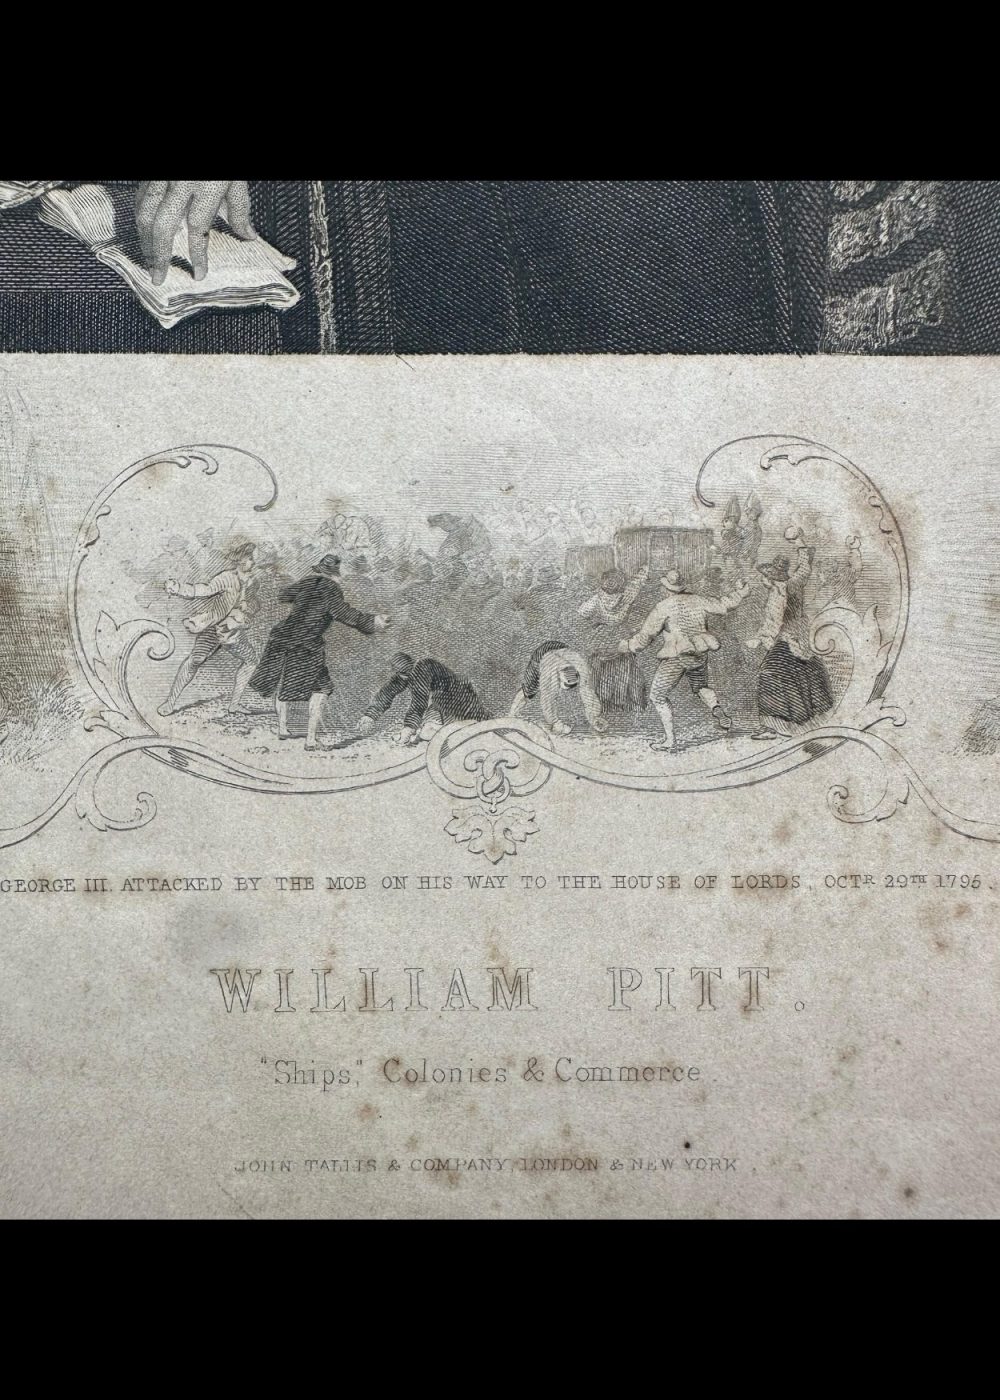 GEORGE III. ATTACKED BY THE MOB ON HIS WAY TO THE HOUSE OF LORDS, OCTR 29TH 1795.
WILLIAM PITT.
"Ships," Colonies & Commerce.
JOHN TALLIS & COMPANY, LONDON & NEW YORK.